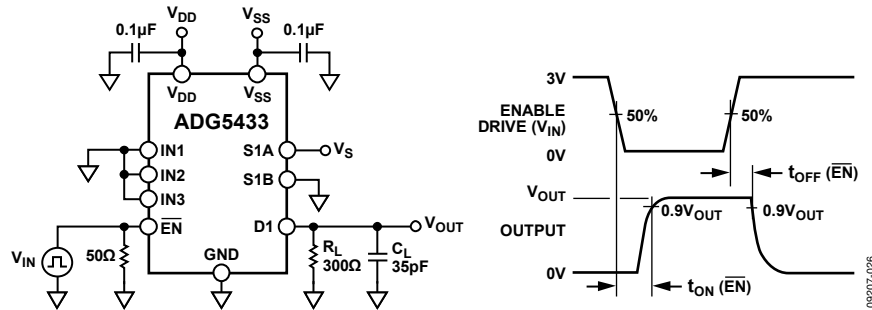 VDD
VSS
0.1µF
0.1µF
VDD
VSS
ADG5433
IN1
S1A
VS
IN2
S1B
IN3
EN
D1
VOUT
VIN
50Ω
GND
RL
300Ω
CL
35pF
3V
ENABLE
DRIVE (VIN)
50%
50%
0V
tOFF (EN)
VOUT
0.9VOUT
0.9VOUT
OUTPUT
0V
tON (EN)
09207-026